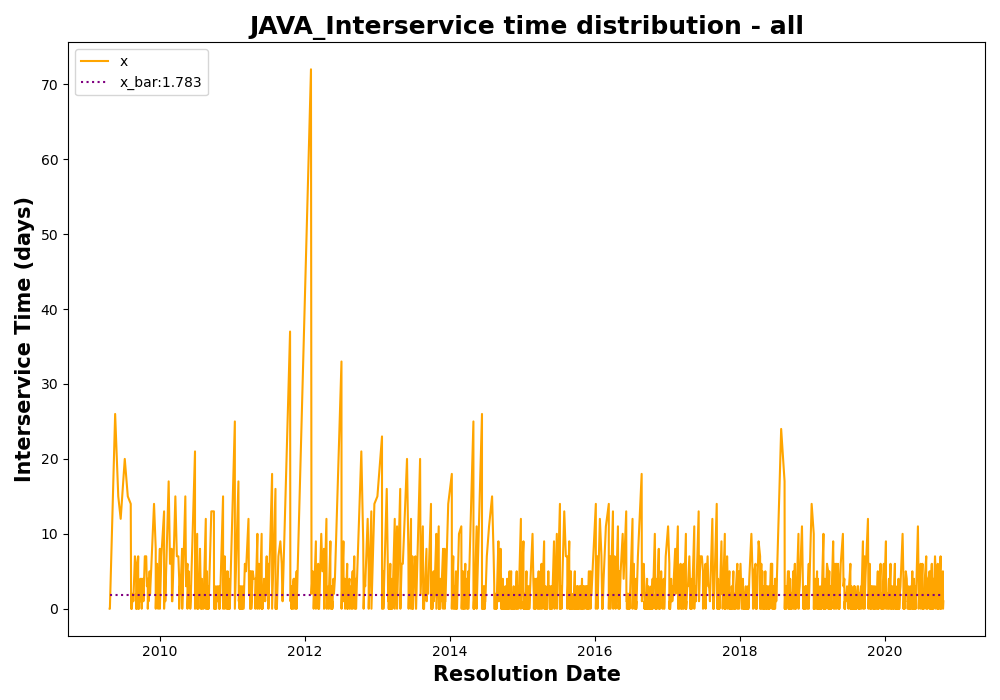 JAVA_Interservice time distribution - all
x
x_bar:1.783
Interservice Time (days)
70
60
50
40
30
20
10
0
2010 2012 2014 2016 2018 2020
Resolution Date